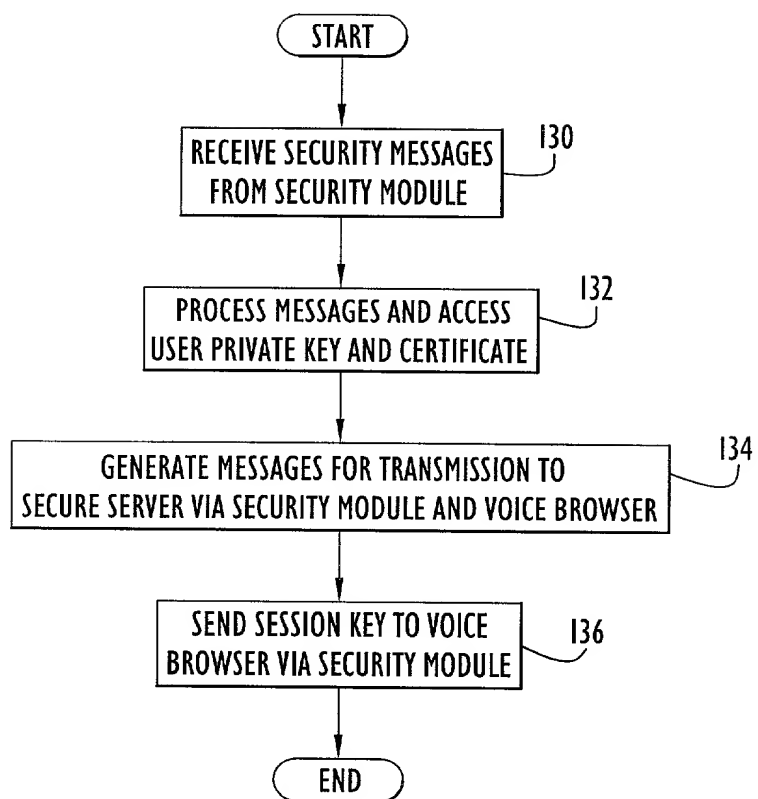 START
RECEIVE SECURITY MESSAGES
FROM SECURITY MODULE
130
PROCESS MESSAGES AND ACCESS
USER PRIVATE KEY AND CERTIFICATE
132
GENERATE MESSAGES FOR TRANSMISSION TO
SECURE SERVER VIA SECURITY MODULE AND VOICE BROWSER
134
SEND SESSION KEY TO VOICE
BROWSER VIA SECURITY MODULE
136
END